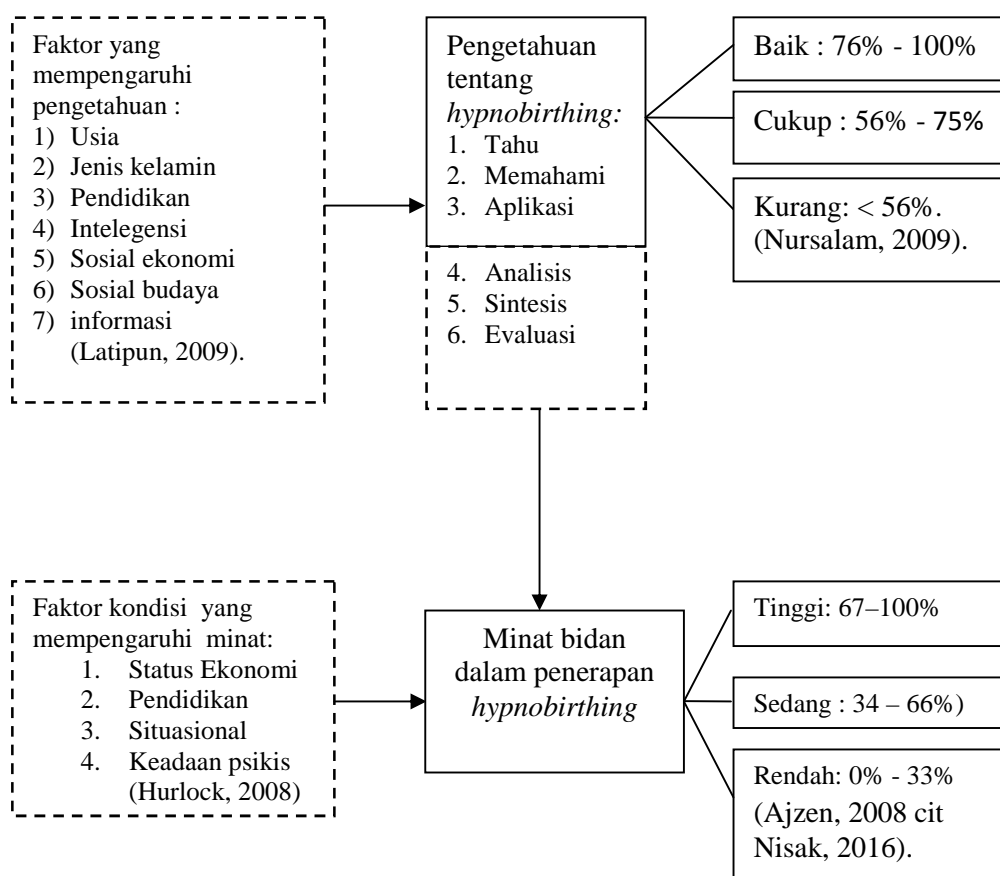 Faktor yang
mempengaruhi
pengetahuan :
1) Usia
2) Jenis kelamin
3) Pendidikan
4) Intelegensi
5) Sosial ekonomi
6) Sosial budaya
7) informasi
(Latipun, 2009).
Pengetahuan
tentang
hypnobirthing:
1. Tahu
2. Memahami
3. Aplikasi
4. Analisis
5. Sintesis
6. Evaluasi
Baik : 76% - 100%
Cukup : 56% - 75%
Kurang: < 56%.
(Nursalam, 2009).
Faktor kondisi yang
mempengaruhi minat:
1. Status Ekonomi
2. Pendidikan
3. Situasional
4. Keadaan psikis
(Hurlock, 2008)
Minat bidan
dalam penerapan
hypnobirthing
Tinggi: 67–100%
Sedang : 34 – 66%)
Rendah: 0% - 33%
(Ajzen, 2008 cit
Nisak, 2016).